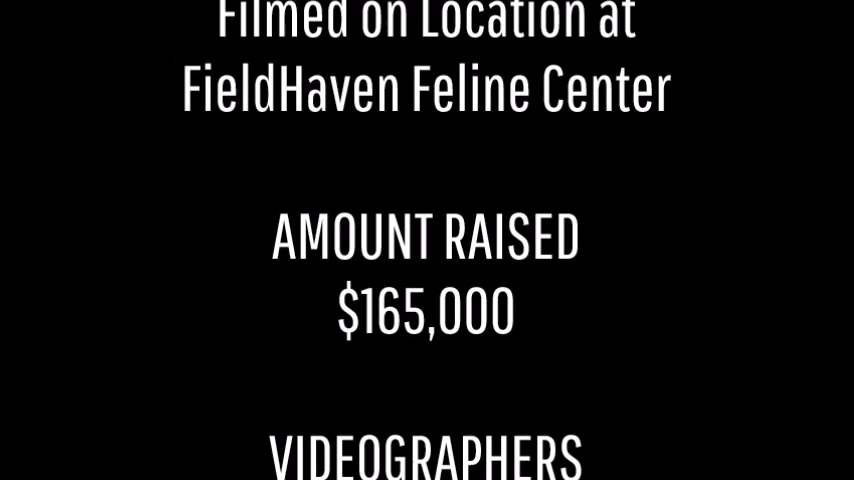 Filmed on Location at
FieldHaven Feline Center
AMOUNT RAISED
$165,000
VIDEOGRAPHERS